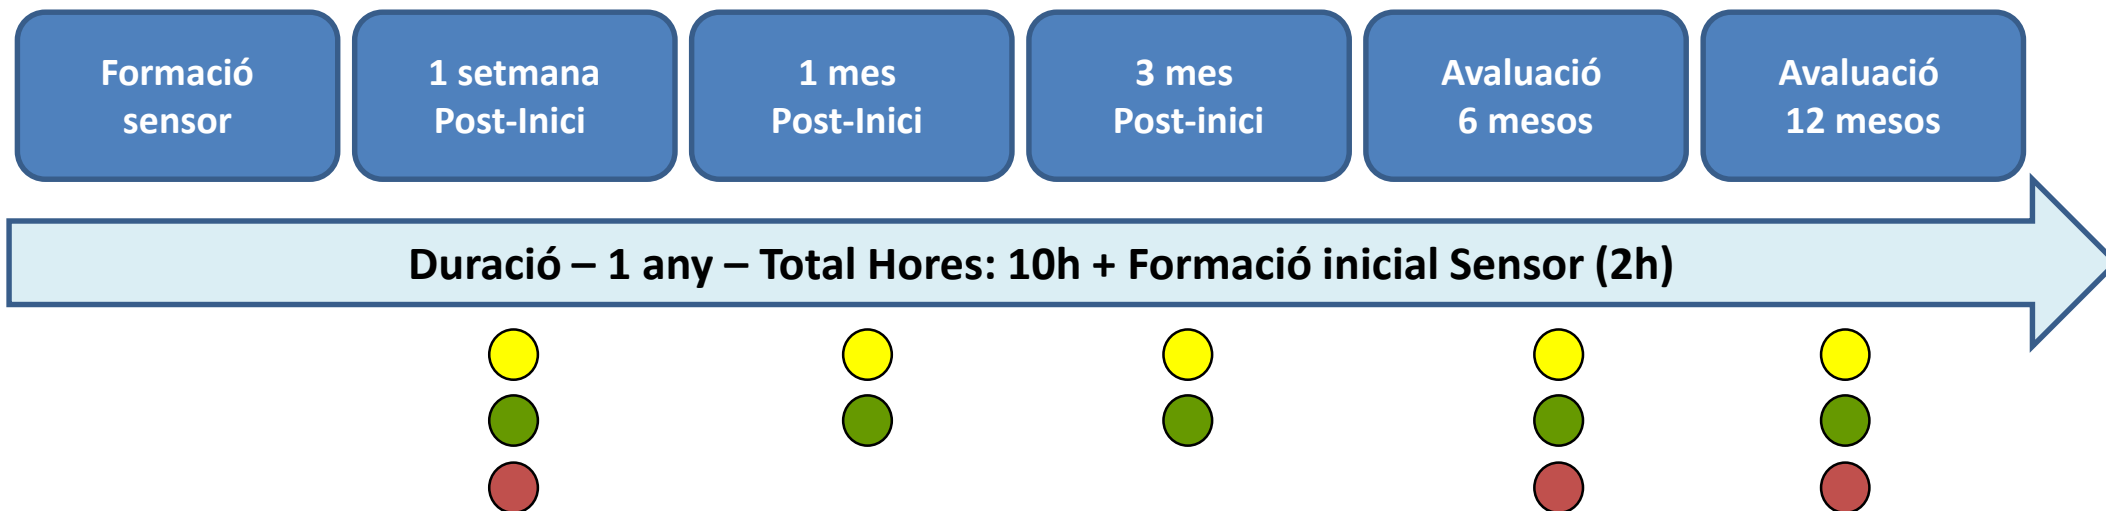 Formació
sensor
1 setmana
Post-Inici
1 mes
Post-Inici
3 mes
Post-inici
Avaluació
6 mesos
Avaluació
12 mesos
Duració – 1 any – Total Hores: 10h + Formació inicial Sensor (2h)